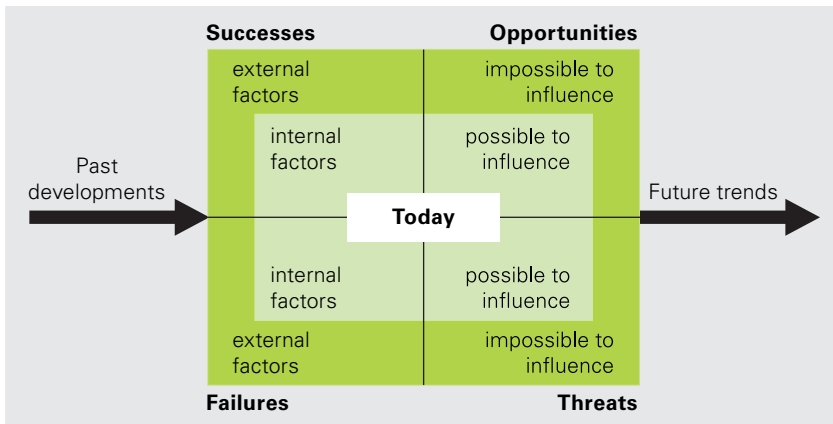 Successes
Opportunities
external
factors
impossible to
influence
internal
factors
possible to
influence
Past
developments
Today
Future trends
internal
factors
possible to
influence
external
factors
impossible to
influence
Failures
Threats